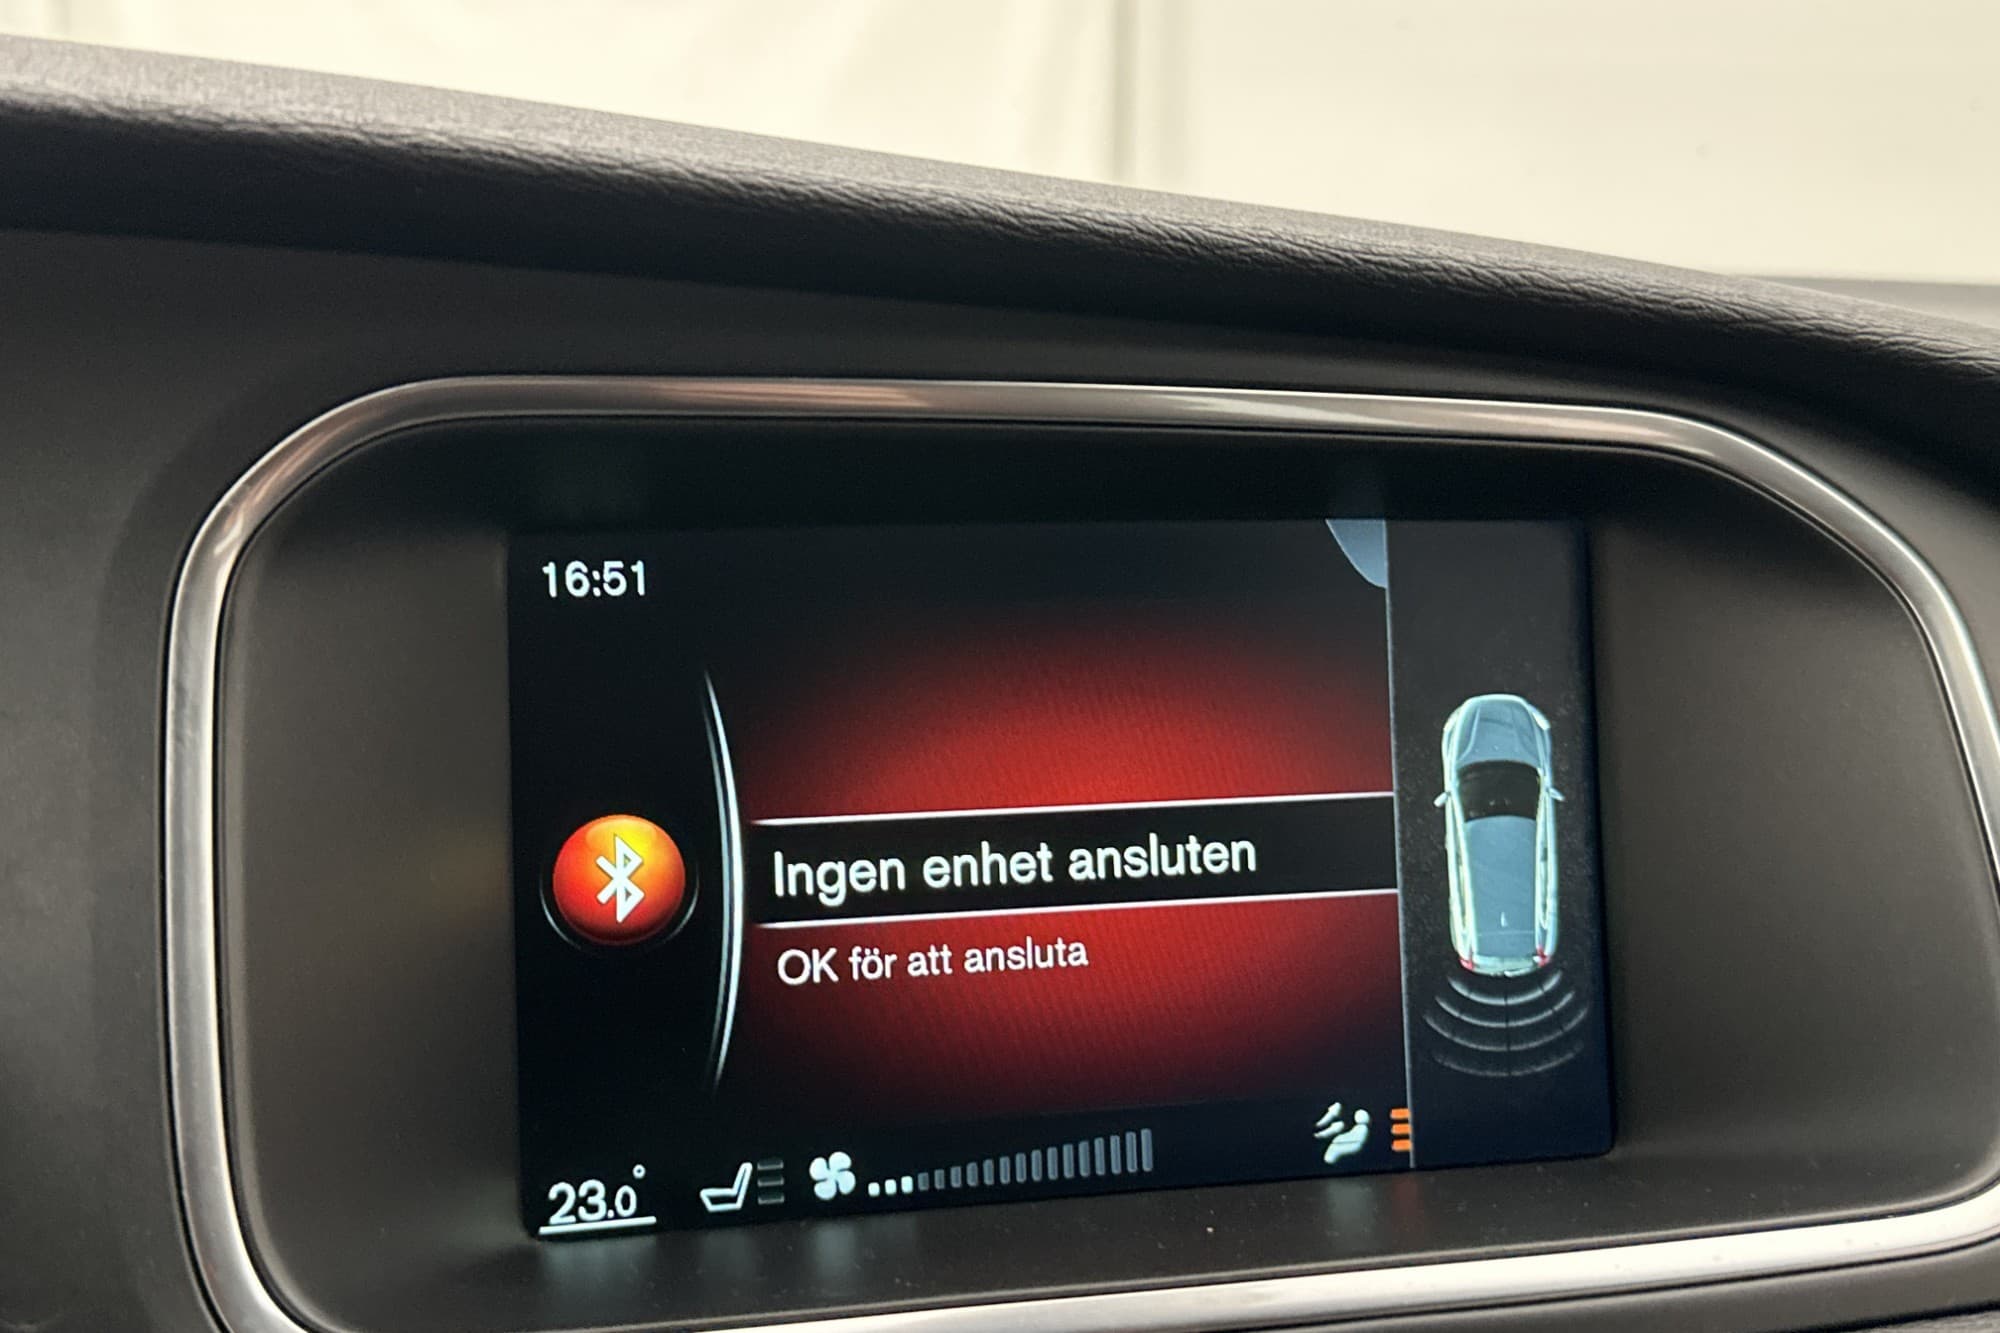 16:51
Ingen enhet ansluten
OK för att ansluta
23.0°